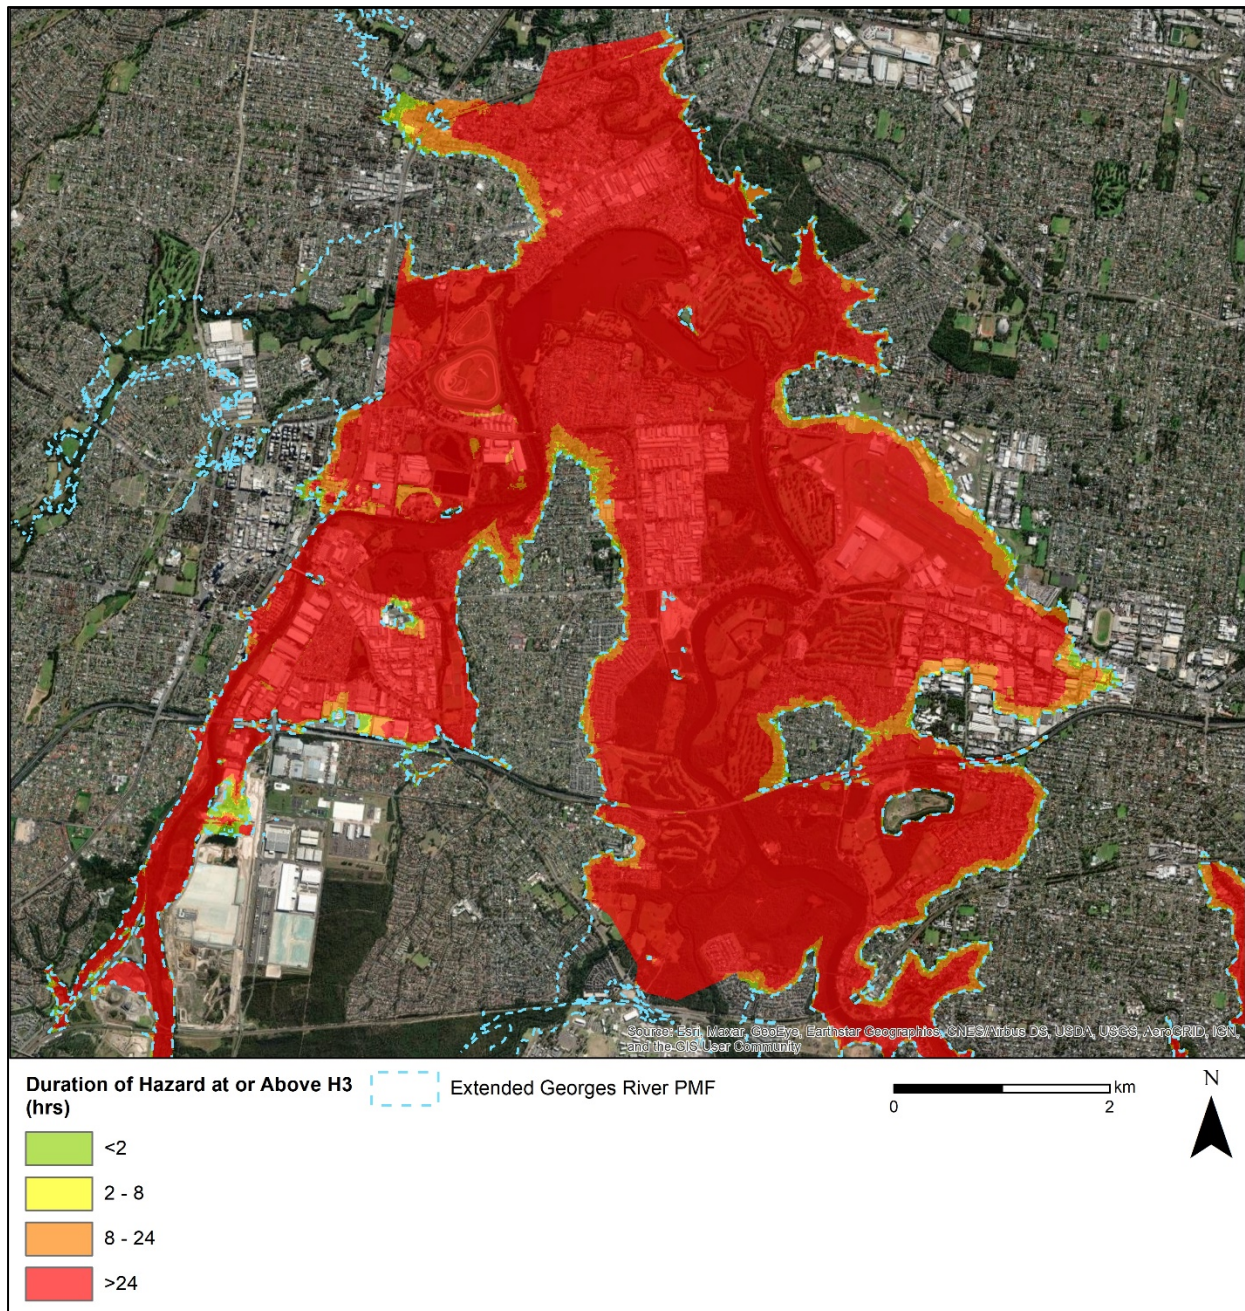 Source: Esri, Maxar, GeoEye, Earthstar Geographics, CNES/Airbus DS, USDA, USGS, AeroGRID, IGN,
and the GIS User Community
Duration of Hazard at or Above H3
(hrs)
Extended Georges River PMF
km
0 2
N
<2
2 - 8
8 - 24
>24